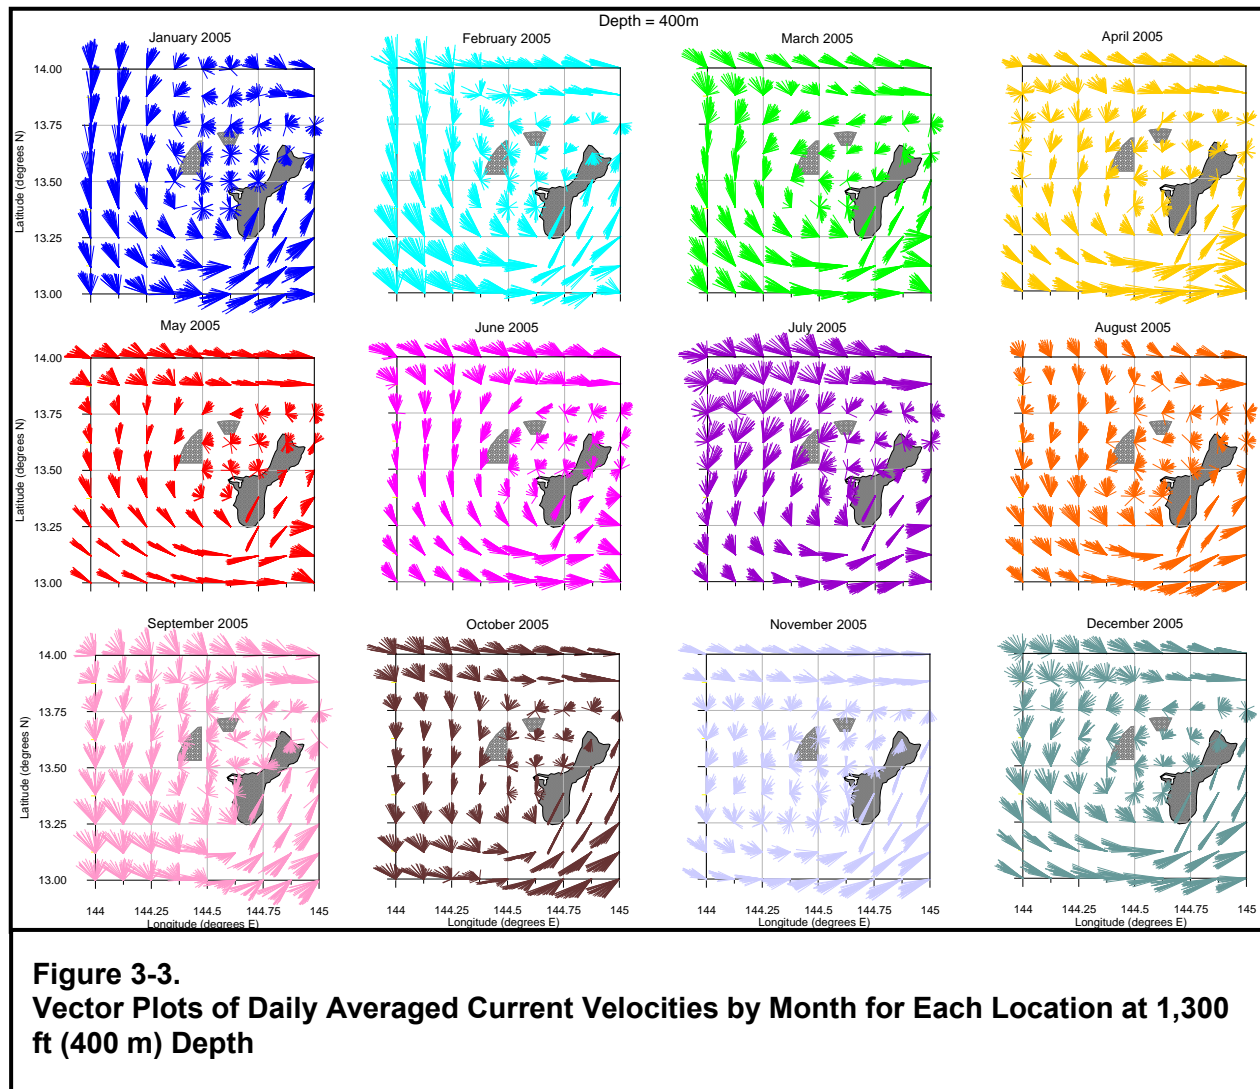 Depth = 400m
January 2005
February 2005
March 2005
April 2005
14.00
13.75
13.50
13.25
13.00
Latitude (degrees N)
May 2005
June 2005
July 2005
August 2005
14.00
13.75
13.50
13.25
13.00
Latitude (degrees N)
September 2005
October 2005
November 2005
December 2005
14.00
13.75
13.50
13.25
13.00
Latitude (degrees N)
144 144.25 144.5 144.75 145
144 144.25 144.5 144.75 145
144 144.25 144.5 144.75 145
144 144.25 144.5 144.75 145
Longitude (degrees E)
Longitude (degrees E)
Longitude (degrees E)
Longitude (degrees E)
Figure 3-3.
Vector Plots of Daily Averaged Current Velocities by Month for Each Location at 1,300
ft (400 m) Depth